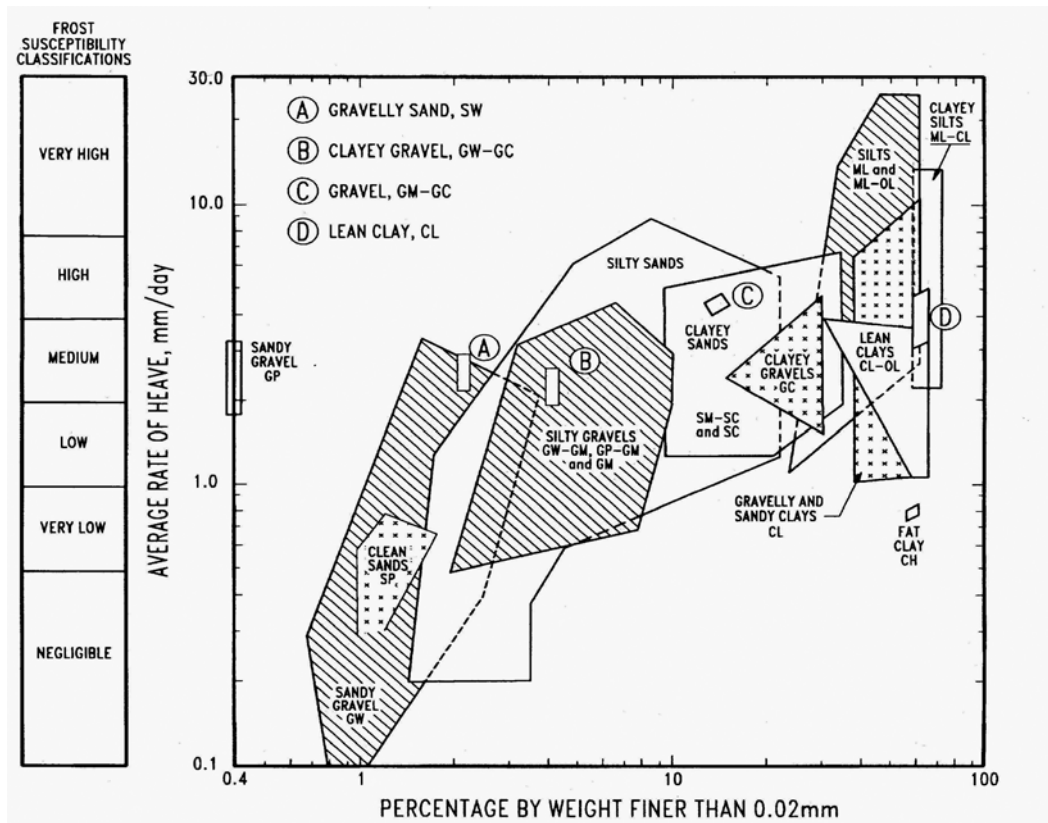 FROST
SUSCEPTIBILITY
CLASSIFICATIONS
VERY HIGH
HIGH
MEDIUM
LOW
VERY LOW
NEGLIGIBLE
AVERAGE RATE OF HEAVE, mm/day
30.0
10.0
1.0
0.1
SANDY
GRAVEL
GP
Ⓐ GRAVELLY SAND, SW
Ⓑ CLAYEY GRAVEL, GW-GC
Ⓒ GRAVEL, GM-GC
Ⓓ LEAN CLAY, CL
CLAYEY
SILTS
ML-CL
SILTS
ML and
ML-OL
SILTY SANDS
Ⓐ
Ⓑ
Ⓒ
Ⓓ
CLAYEY
SANDS
CLAYEY
GRAVELS
GC
LEAN
CLAYS
CL-OL
SM-SC
and SC
SILTY GRAVELS
GW-GM, GP-GM
and GM
GRAVELLY AND
SANDY CLAYS
CL
FAT
CLAY
CH
CLEAN
SANDS
SP
SANDY
GRAVEL
GW
0.4
1
10
100
PERCENTAGE BY WEIGHT FINER THAN 0.02mm